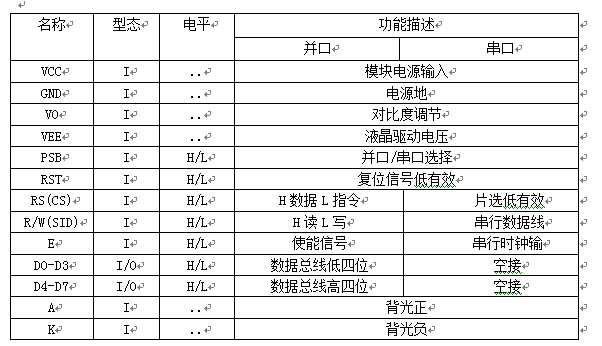 名称 型态 电平 功能描述
并口 串口
VCC I .. 模块电源输入
GND I .. 电源地
VO I .. 对比度调节
VEE I .. 液晶驱动电压
PSB I H/L 并口/串口选择
RST I H/L 复位信号低有效
RS(CS) I H/L H 数据 L 指令 片选低有效
R/W(SID) I H/L H 读 L 写 串行数据线
E I H/L 使能信号 串行时钟输
D0-D3 I/O H/L 数据总线低四位 空接
D4-D7 I/O H/L 数据总线高四位 空接
A I .. 背光正
K I .. 背光负